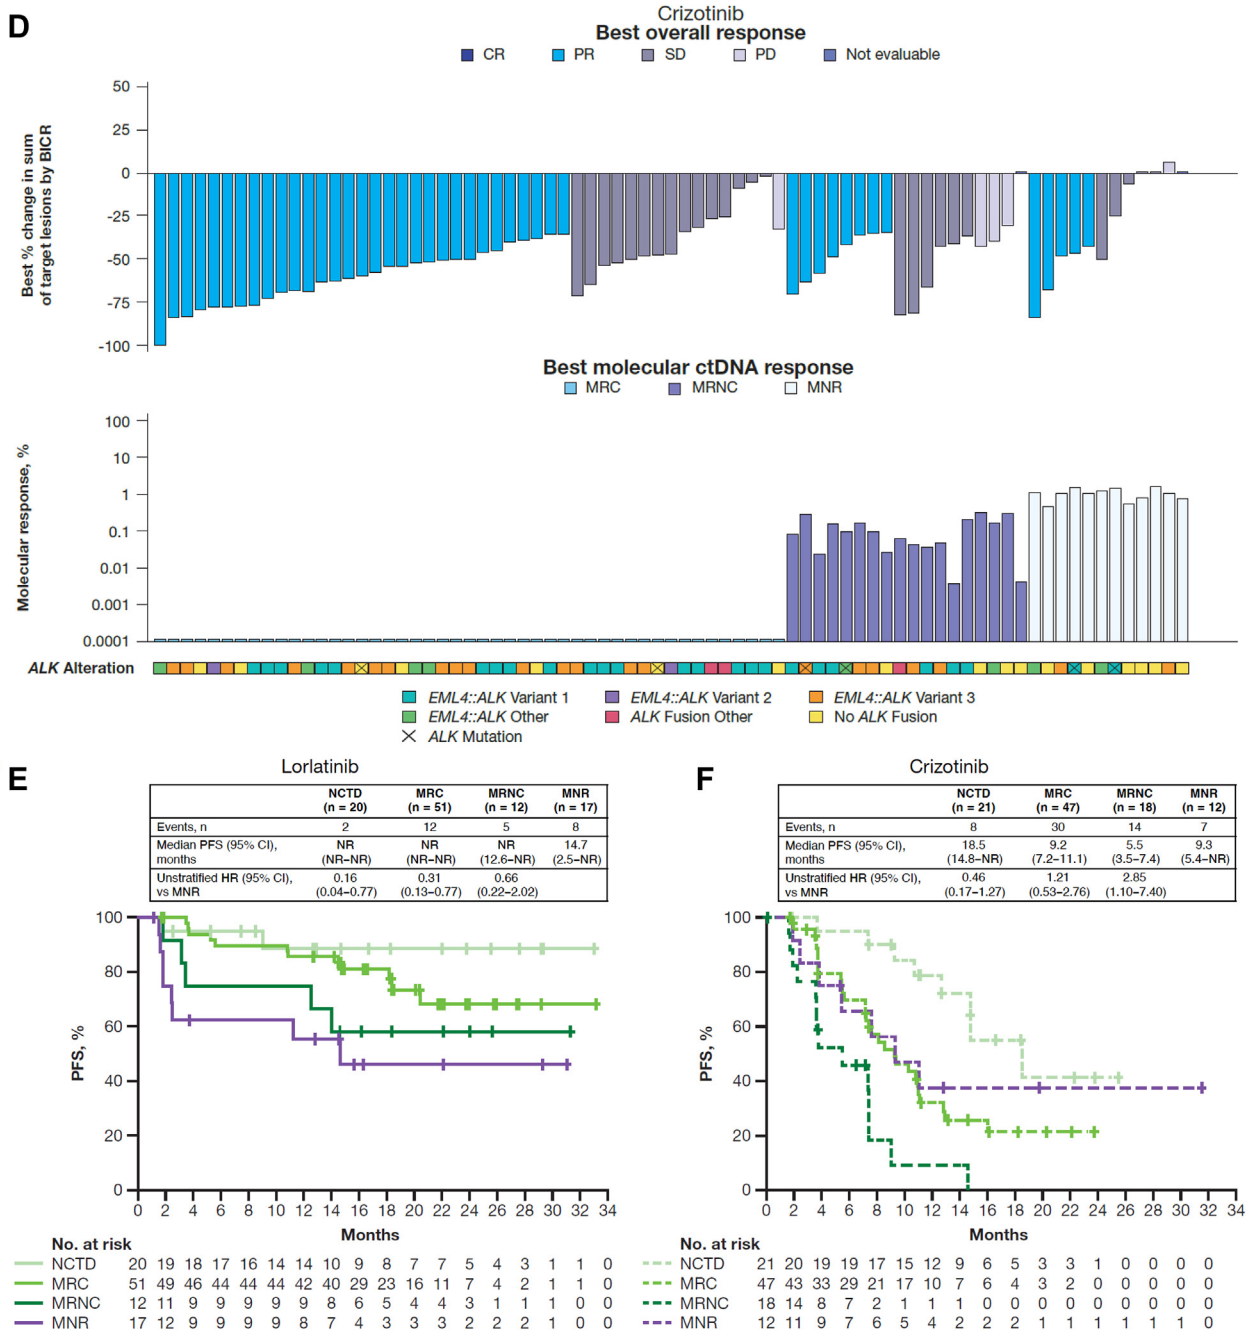 D
Crizotinib
Best overall response
CR PR SD PD Not evaluable
Best % change in sum
of target lesions by BICR
50
25
0
-25
-50
-75
-100
Best molecular ctDNA response
MRC MRNC MNR
Molecular response, %
100
10
1
0.1
0.01
0.001
0.0001
ALK Alteration
EML4::ALK Variant 1 EML4::ALK Variant 2 EML4::ALK Variant 3
EML4::ALK Other ALK Fusion Other No ALK Fusion
ALK Mutation
E
Lorlatinib
NCTD MRC MRNC MNR
(n = 20) (n = 51) (n = 12) (n = 17)
Events, n 2 12 5 8
Median PFS (95% CI), NR NR NR 14.7
months (NR–NR) (NR–NR) (12.6–NR) (2.5–NR)
Unstratified HR (95% CI), 0.16 0.31 0.66
vs MNR (0.04–0.77) (0.13–0.77) (0.22–2.02)
PFS, %
100
80
60
40
20
0
0 2 4 6 8 10 12 14 16 18 20 22 24 26 28 30 32 34
Months
No. at risk
NCTD 20 19 18 17 16 14 14 10 9 8 7 7 5 4 3 1 1 0
MRC 51 49 46 44 44 44 42 40 29 23 16 11 7 4 2 1 1 0
MRNC 12 11 9 9 9 9 9 8 6 5 4 4 3 1 1 1 0 0
MNR 17 12 9 9 9 9 8 7 4 3 3 3 2 2 2 1 0 0
F
Crizotinib
NCTD MRC MRNC MNR
(n = 21) (n = 47) (n = 18) (n = 12)
Events, n 8 30 14 7
Median PFS (95% CI), 18.5 9.2 5.5 9.3
months (14.8–NR) (7.2–11.1) (3.5–7.4) (5.4–NR)
Unstratified HR (95% CI), 0.46 1.21 2.85
vs MNR (0.17–1.27) (0.53–2.76) (1.10–7.40)
PFS, %
100
80
60
40
20
0
0 2 4 6 8 10 12 14 16 18 20 22 24 26 28 30 32 34
Months
No. at risk
NCTD 21 20 19 19 17 15 12 9 6 5 3 3 1 0 0 0 0 0
MRC 47 43 33 29 21 17 10 7 6 4 3 2 0 0 0 0 0 0
MRNC 18 14 8 7 2 1 1 1 0 0 0 0 0 0 0 0 0 0
MNR 12 11 9 7 6 5 4 2 2 2 1 1 1 1 1 1 0 0